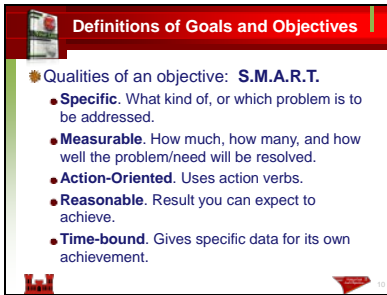 Definitions of Goals and Objectives
Qualities of an objective: S.M.A.R.T.
Specific. What kind of, or which problem is to
be addressed.
Measurable. How much, how many, and how
well the problem/need will be resolved.
Action-Oriented. Uses action verbs.
Reasonable. Result you can expect to
achieve.
Time-bound. Gives specific data for its own
achievement.
10